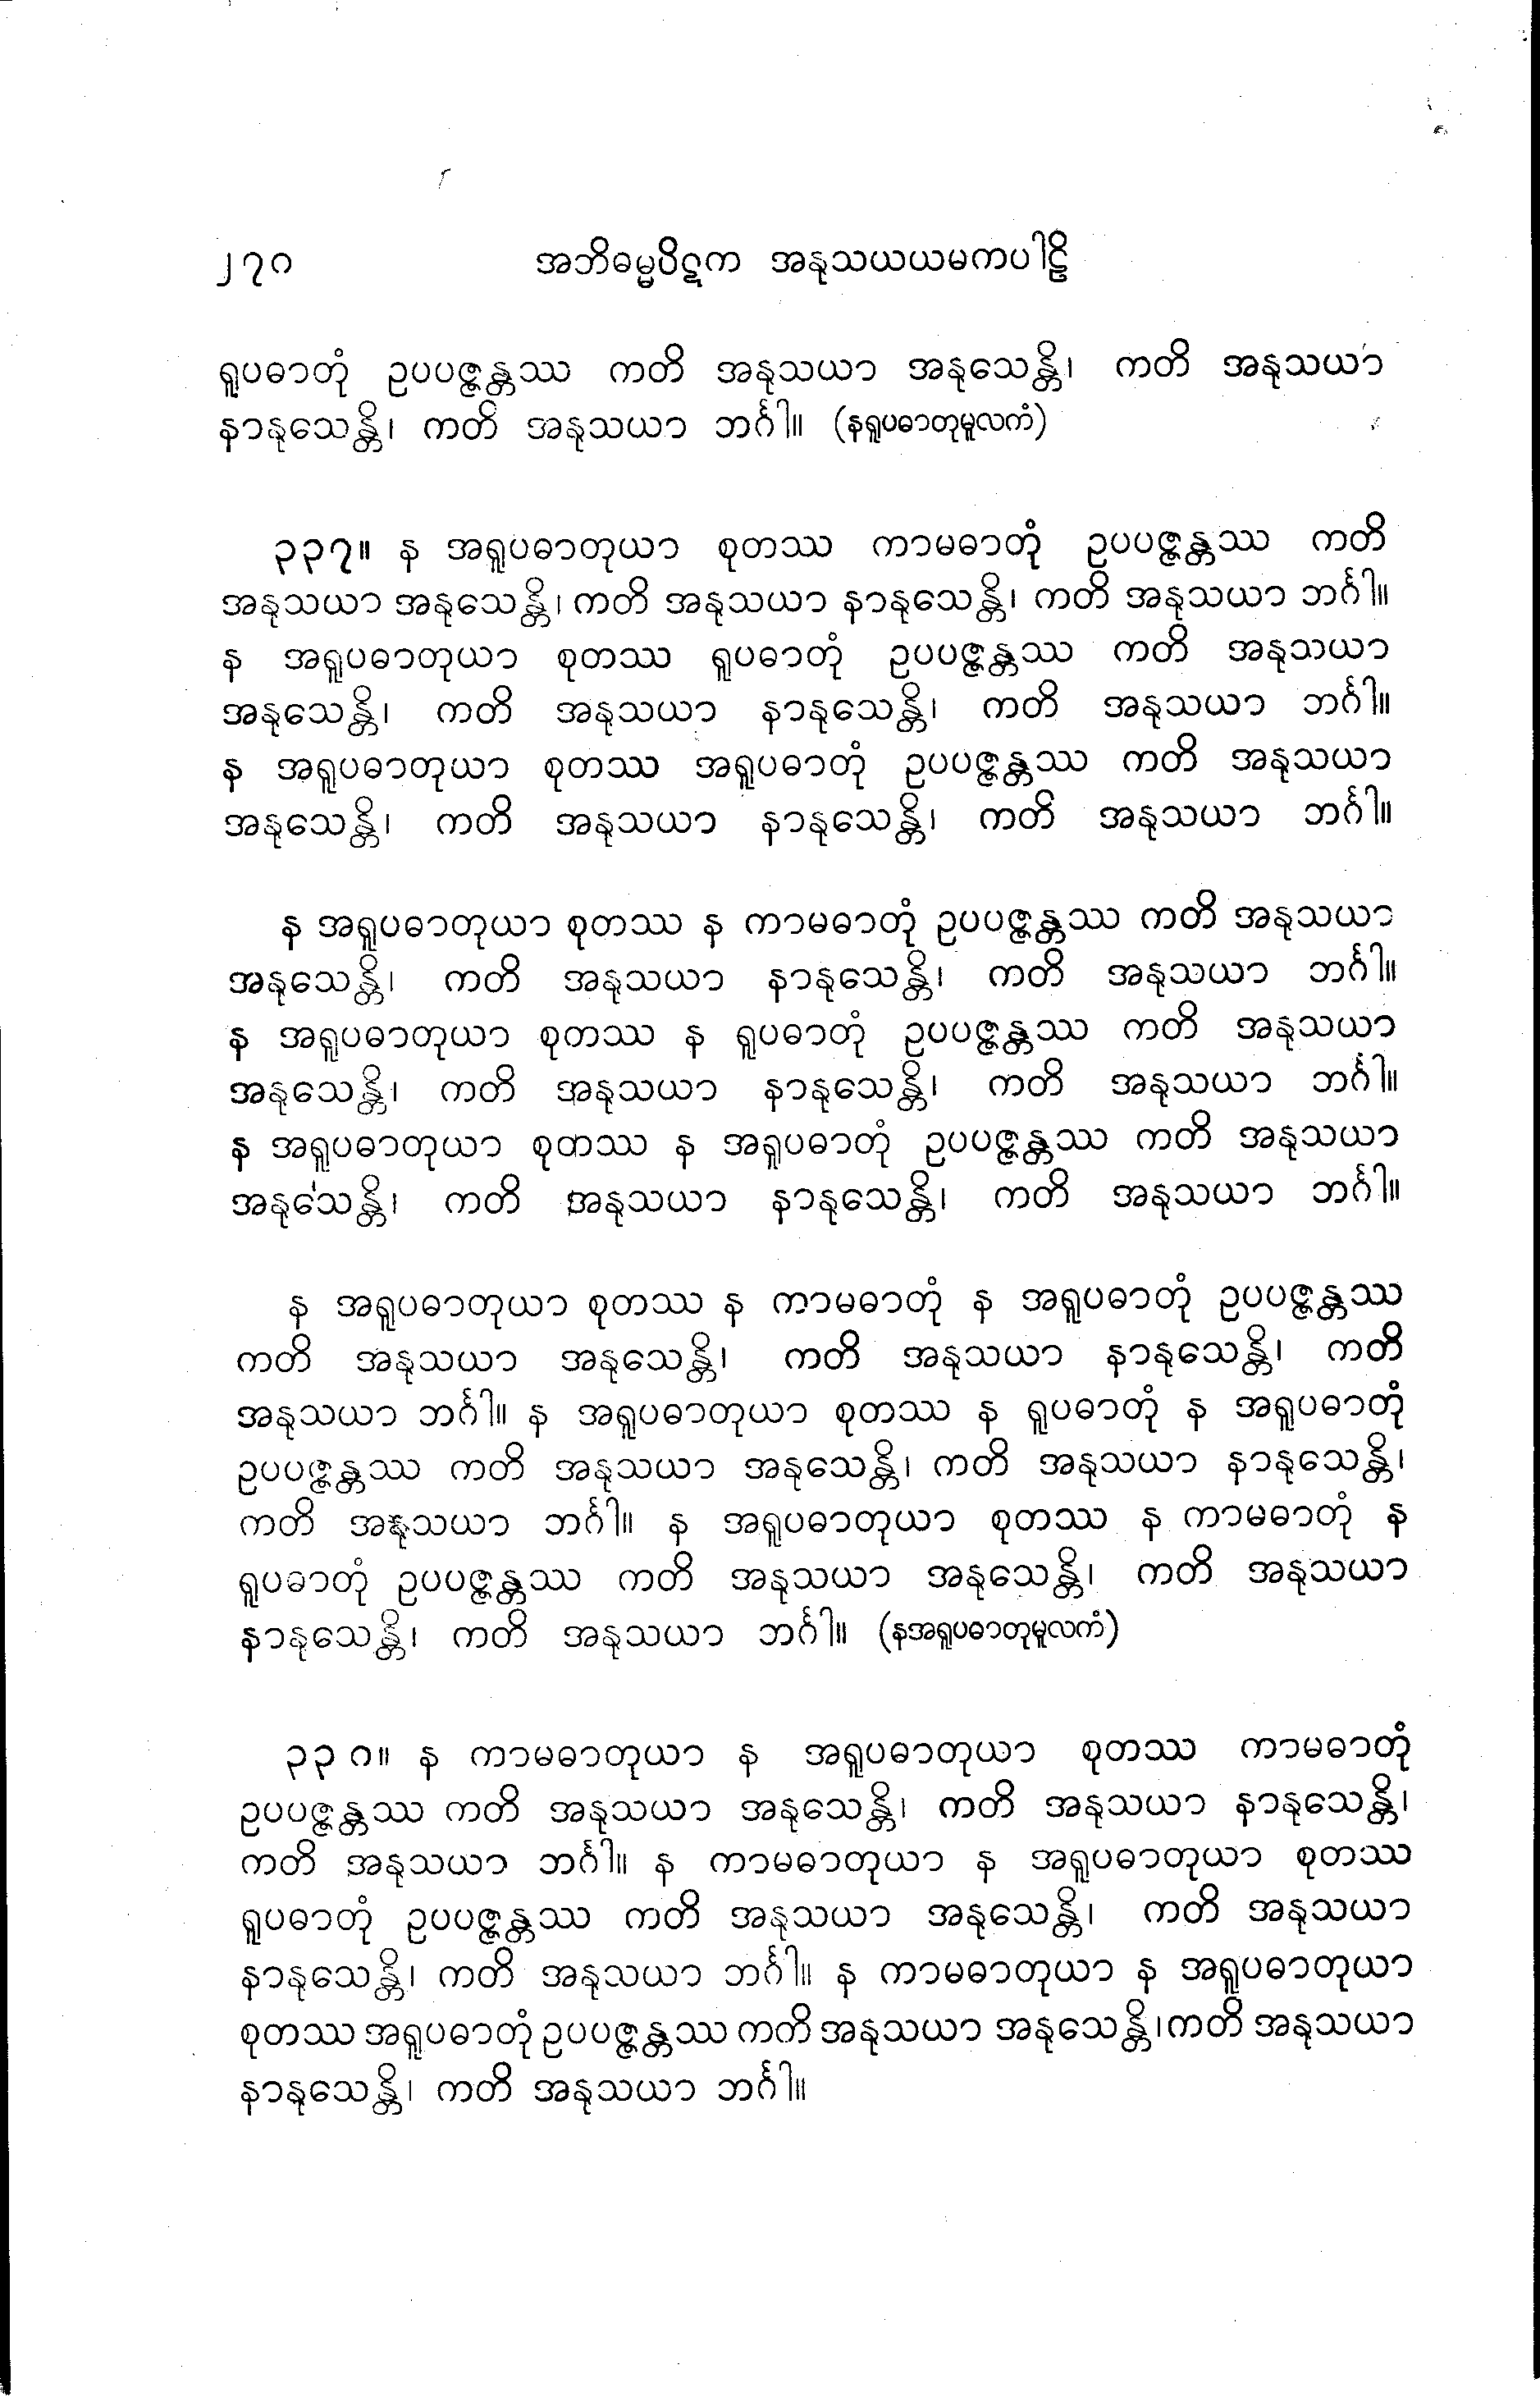 ၂၇၀ အဘိဓမ္မပိဋက အနုသယယမကပါဠိ
ရူပဓာတုံ ဥပပဇ္ဇန္တဿ ကတိ အနုသယာ အနုသေန္တိ၊ ကတိ အနုသယာ
နာနုသေန္တိ၊ ကတိ အနုသယာ ဘင်္ဂါ။ (နရူပဓာတုမူလကံ)
၃၃၇။ န အရူပဓာတုယာ စုတဿ ကာမဓာတုံ ဥပပဇ္ဇန္တဿ ကတိ
အနုသယာ အနုသေန္တိ၊ ကတိ အနုသယာ နာနုသေန္တိ၊ ကတိ အနုသယာ ဘင်္ဂါ။
န အရူပဓာတုယာ စုတဿ ရူပဓာတုံ ဥပပဇ္ဇန္တဿ ကတိ အနုသယာ
အနုသေန္တိ၊ ကတိ အနုသယာ နာနုသေန္တိ၊ ကတိ အနုသယာ ဘင်္ဂါ။
န အရူပဓာတုယာ စုတဿ အရူပဓာတုံ ဥပပဇ္ဇန္တဿ ကတိ အနုသယာ
အနုသေန္တိ၊ ကတိ အနုသယာ နာနုသေန္တိ၊ ကတိ အနုသယာ ဘင်္ဂါ။
န အရူပဓာတုယာ စုတဿ န ကာမဓာတုံ ဥပပဇ္ဇန္တဿ ကတိ အနုသယာ
အနုသေန္တိ၊ ကတိ အနုသယာ နာနုသေန္တိ၊ ကတိ အနုသယာ ဘင်္ဂါ။
န အရူပဓာတုယာ စုတဿ န ရူပဓာတုံ ဥပပဇ္ဇန္တဿ ကတိ အနုသယာ
အနုသေန္တိ၊ ကတိ အနုသယာ နာနုသေန္တိ၊ ကတိ အနုသယာ ဘင်္ဂါ။
န အရူပဓာတုယာ စုတဿ န အရူပဓာတုံ ဥပပဇ္ဇန္တဿ ကတိ အနုသယာ
အနုသေန္တိ၊ ကတိ အနုသယာ နာနုသေန္တိ၊ ကတိ အနုသယာ ဘင်္ဂါ။
န အရူပဓာတုယာ စုတဿ န ကာမဓာတုံ န အရူပဓာတုံ ဥပပဇ္ဇန္တဿ
ကတိ အနုသယာ အနုသေန္တိ၊ ကတိ အနုသယာ နာနုသေန္တိ၊ ကတိ
အနုသယာ ဘင်္ဂါ။ န အရူပဓာတုယာ စုတဿ န ရူပဓာတုံ န အရူပဓာတုံ
ဥပပဇ္ဇန္တဿ ကတိ အနုသယာ အနုသေန္တိ၊ ကတိ အနုသယာ နာနုသေန္တိ၊
ကတိ အနုသယာ ဘင်္ဂါ။ န အရူပဓာတုယာ စုတဿ န ကာမဓာတုံ န
ရူပဓာတုံ ဥပပဇ္ဇန္တဿ ကတိ အနုသယာ အနုသေန္တိ၊ ကတိ အနုသယာ
နာနုသေန္တိ၊ ကတိ အနုသယာ ဘင်္ဂါ။ (နအရူပဓာတုမူလကံ)
၃၃၈။ န ကာမဓာတုယာ န အရူပဓာတုယာ စုတဿ ကာမဓာတုံ
ဥပပဇ္ဇန္တဿ ကတိ အနုသယာ အနုသေန္တိ၊ ကတိ အနုသယာ နာနုသေန္တိ၊
ကတိ အနုသယာ ဘင်္ဂါ။ န ကာမဓာတုယာ န အရူပဓာတုယာ စုတဿ
ရူပဓာတုံ ဥပပဇ္ဇန္တဿ ကတိ အနုသယာ အနုသေန္တိ၊ ကတိ အနုသယာ
နာနုသေန္တိ၊ ကတိ အနုသယာ ဘင်္ဂါ။ န ကာမဓာတုယာ န အရူပဓာတုယာ
စုတဿ အရူပဓာတုံ ဥပပဇ္ဇန္တဿ ကတိ အနုသယာ အနုသေန္တိ၊ ကတိ အနုသယာ
နာနုသေန္တိ၊ ကတိ အနုသယာ ဘင်္ဂါ။